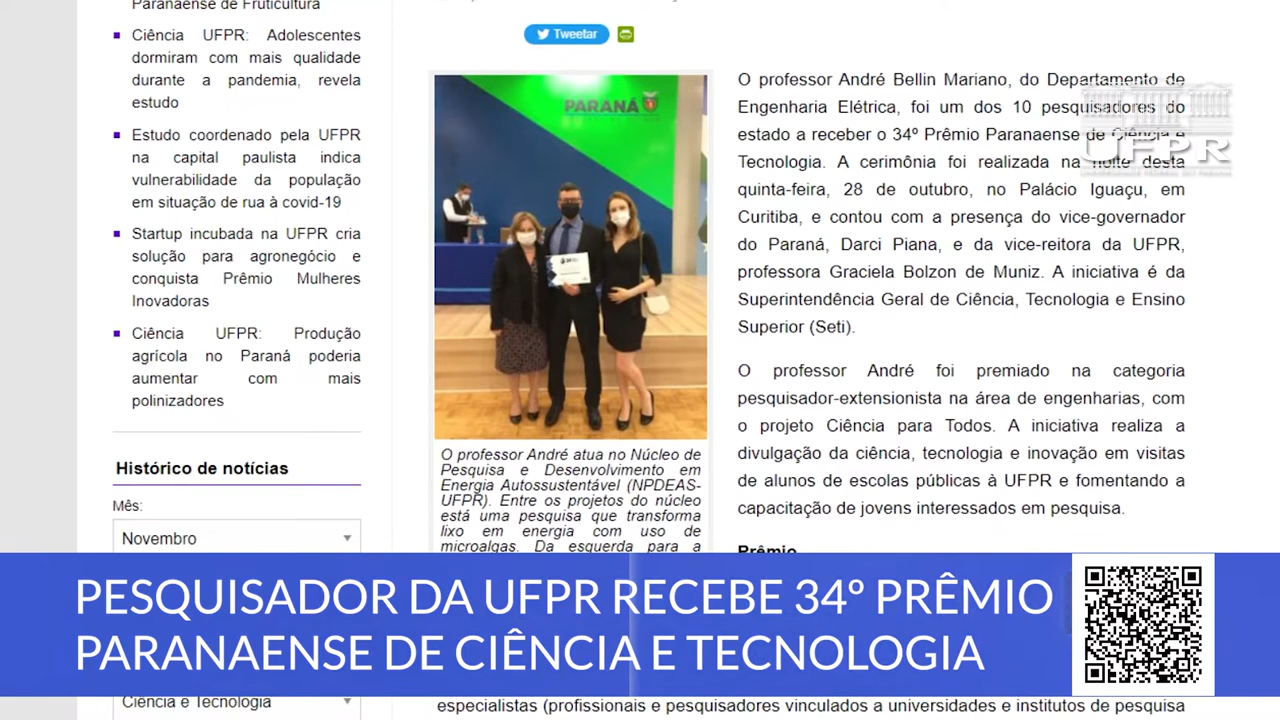 Paranaense de Fruticultura
Ciência UFPR: Adolescentes
dormiram com mais qualidade
durante a pandemia, revela
estudo
Estudo coordenado pela UFPR
na capital paulista indica
vulnerabilidade da população
em situação de rua à covid-19
Startup incubada na UFPR cria
solução para agronegócio e
conquista Prêmio Mulheres
Inovadoras
Ciência UFPR: Produção
agrícola no Paraná poderia
aumentar com mais
polinizadores
Histórico de notícias
Mês:
Novembro
Ciência e Tecnologia
Tweetar
PARANÁ
O professor André atua no Núcleo de
Pesquisa e Desenvolvimento em
Energia Autossustentável (NPDEAS-
UFPR). Entre os projetos do núcleo
está uma pesquisa que transforma
lixo em energia com uso de
microalgas. Da esquerda para a
O professor André Bellin Mariano, do Departamento de
Engenharia Elétrica, foi um dos 10 pesquisadores do
estado a receber o 34º Prêmio Paranaense de Ciência e
Tecnologia. A cerimônia foi realizada na noite desta
quinta-feira, 28 de outubro, no Palácio Iguaçu, em
Curitiba, e contou com a presença do vice-governador
do Paraná, Darci Piana, e da vice-reitora da UFPR,
professora Graciela Bolzon de Muniz. A iniciativa é da
Superintendência Geral de Ciência, Tecnologia e Ensino
Superior (Seti).
O professor André foi premiado na categoria
pesquisador-extensionista na área de engenharias, com
o projeto Ciência para Todos. A iniciativa realiza a
divulgação da ciência, tecnologia e inovação em visitas
de alunos de escolas públicas à UFPR e fomentando a
capacitação de jovens interessados em pesquisa.
Prêmio
UFPR
PESQUISADOR DA UFPR RECEBE 34º PRÊMIO
PARANAENSE DE CIÊNCIA E TECNOLOGIA
especialistas (profissionais e pesquisadores vinculados a universidades e institutos de pesquisa